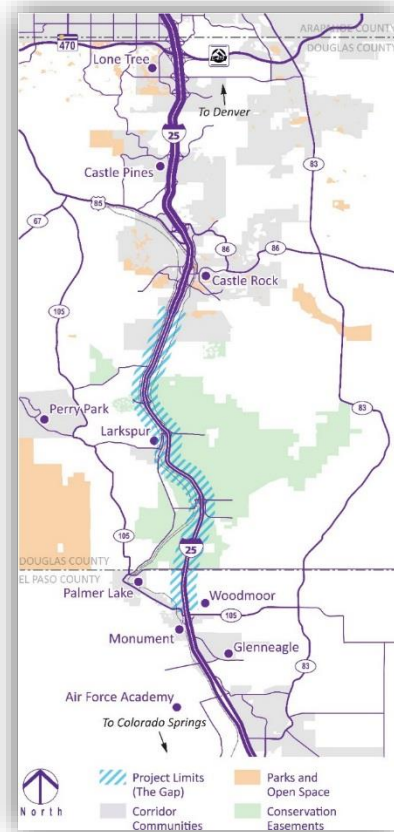 ARAPAHOE COUNTY
DOUGLAS COUNTY
470
Lone Tree
To Denver
25
83
Castle Pines
85
67
86
86
Castle Rock
105
83
Perry Park
Larkspur
105
25
DOUGLAS COUNTY
EL PASO COUNTY
Palmer Lake
Woodmoor
105
Monument
Glenneagle
83
Air Force Academy
To Colorado Springs
North
Project Limits
(The Gap)
Corridor
Communities
Parks and
Open Space
Conservation
Easements